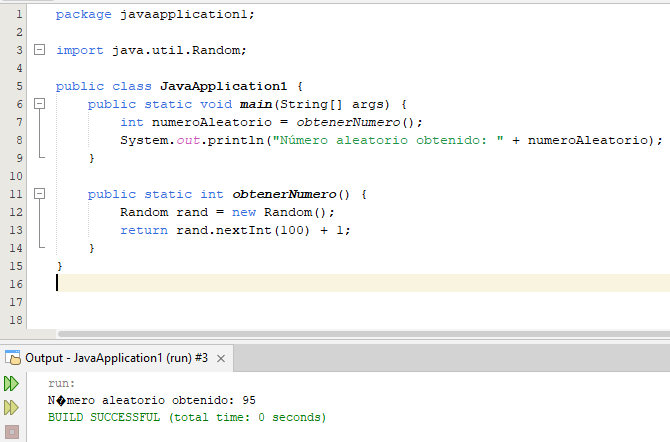 1 package javaapplication1;
2
3 import java.util.Random;
4
5 public class JavaApplication1 {
6 public static void main(String[] args) {
7 int numeroAleatorio = obtenerNumero();
8 System.out.println("Número aleatorio obtenido: " + numeroAleatorio);
9 }
10
11 public static int obtenerNumero() {
12 Random rand = new Random();
13 return rand.nextInt(100) + 1;
14 }
15 }
16
17
18
Output - JavaApplication1 (run) #3 ×
run:
N�mero aleatorio obtenido: 95
BUILD SUCCESSFUL (total time: 0 seconds)